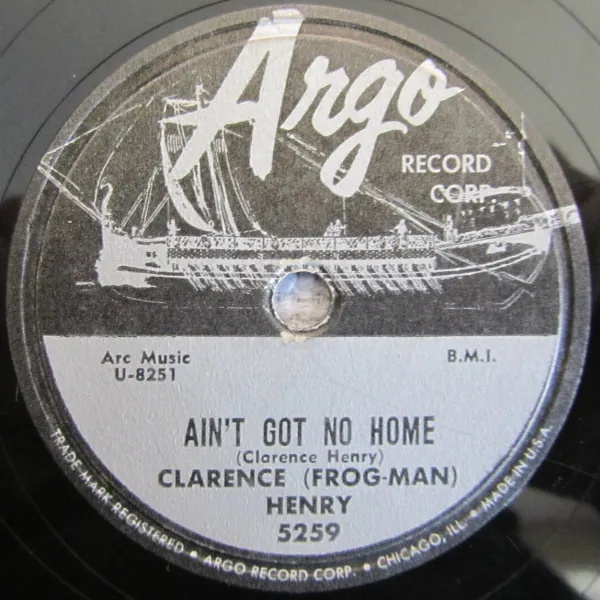 Argo
RECORD
CORP.
Arc Music
U-8251
B.M.I.
AIN'T GOT NO HOME
(Clarence Henry)
CLARENCE (FROG-MAN)
HENRY
5259
TRADE MARK REGISTERED • ARGO RECORD CORP. • CHICAGO, ILL. • MADE IN U.S.A.